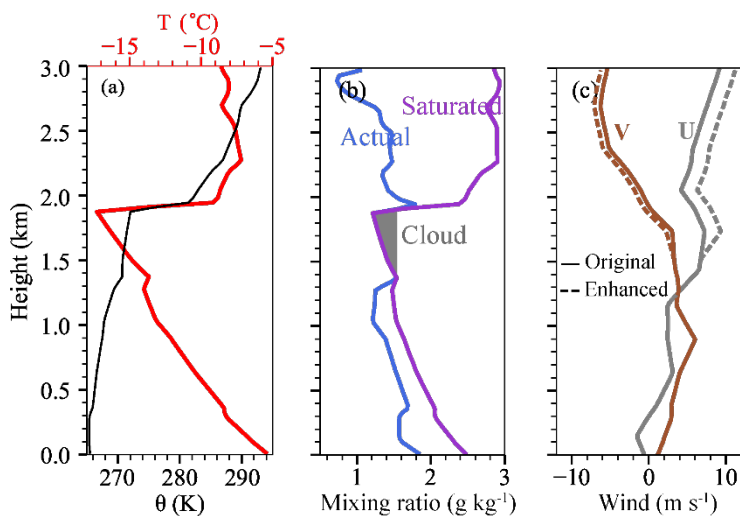 T (°C)
−15 −10 −5
3.0
2.5
2.0
1.5
1.0
0.5
0.0
Height (km)
(a)
270 280 290
θ (K)
(b)
Saturated
Actual
Cloud
1 2 3
Mixing ratio (g kg⁻¹)
(c)
V U
Original
Enhanced
−10 0 10
Wind (m s⁻¹)